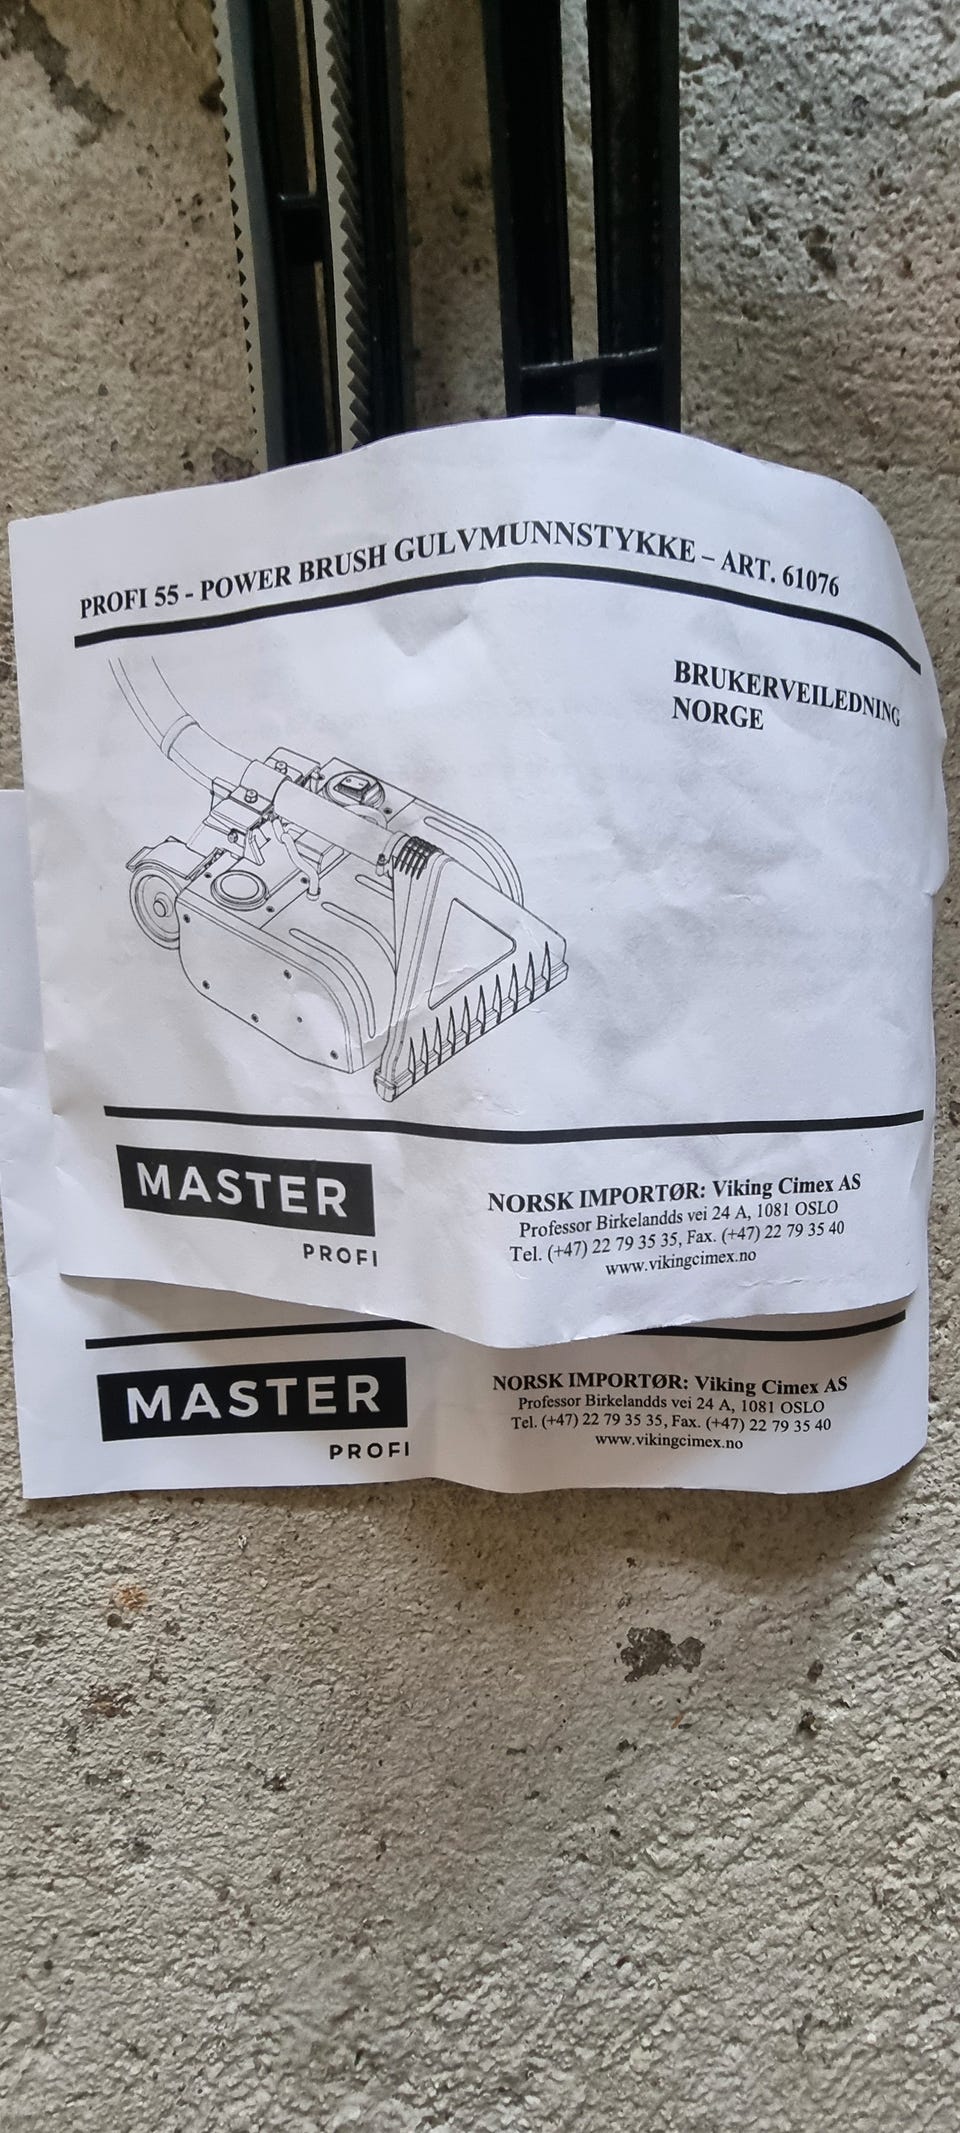 PROFI 55 - POWER BRUSH GULVMUNNSTYKKE – ART. 61076
BRUKERVEILEDNING
NORGE
MASTER
PROFI
NORSK IMPORTØR: Viking Cimex AS
Professor Birkelandds vei 24 A, 1081 OSLO
Tel. (+47) 22 79 35 35, Fax. (+47) 22 79 35 40
www.vikingcimex.no
MASTER
PROFI
NORSK IMPORTØR: Viking Cimex AS
Professor Birkelandds vei 24 A, 1081 OSLO
Tel. (+47) 22 79 35 35, Fax. (+47) 22 79 35 40
www.vikingcimex.no